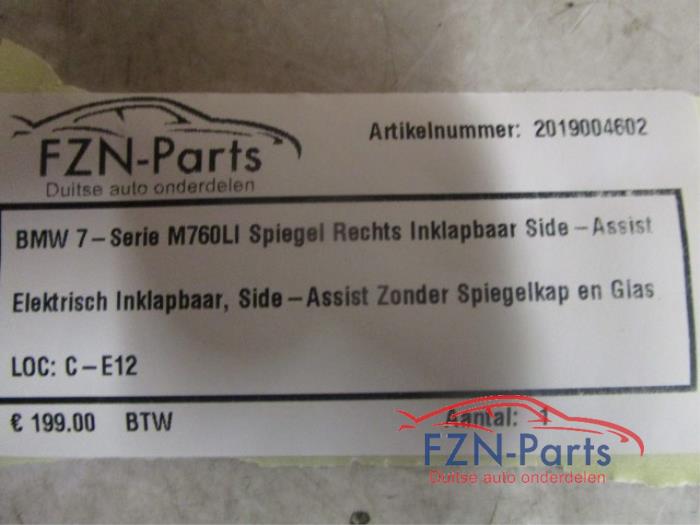 FZN-Parts
Duitse auto onderdelen
Artikelnummer: 2019004602
BMW 7-Serie M760LI Spiegel Rechts Inklapbaar Side-Assist
Elektrisch Inklapbaar, Side-Assist Zonder Spiegelkap en Glas
LOC: C-E12
€ 199.00 BTW
Aantal: 1
FZN-Parts
Duitse auto onderdelen